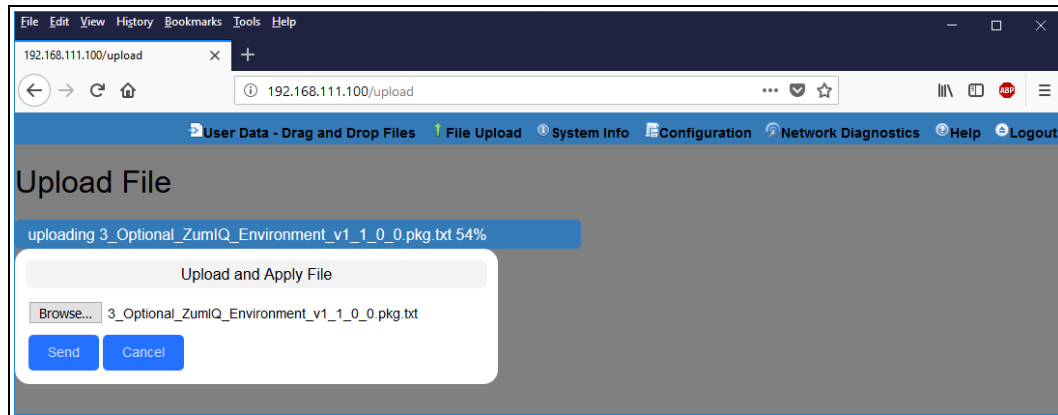 File Edit View History Bookmarks Tools Help
192.168.111.100/upload
192.168.111.100/upload
ABP
User Data - Drag and Drop Files File Upload System Info Configuration Network Diagnostics Help Logout
Upload File
uploading 3_Optional_ZumIQ_Environment_v1_1_0_0.pkg.txt 54%
Upload and Apply File
Browse... 3_Optional_ZumIQ_Environment_v1_1_0_0.pkg.txt
Send Cancel